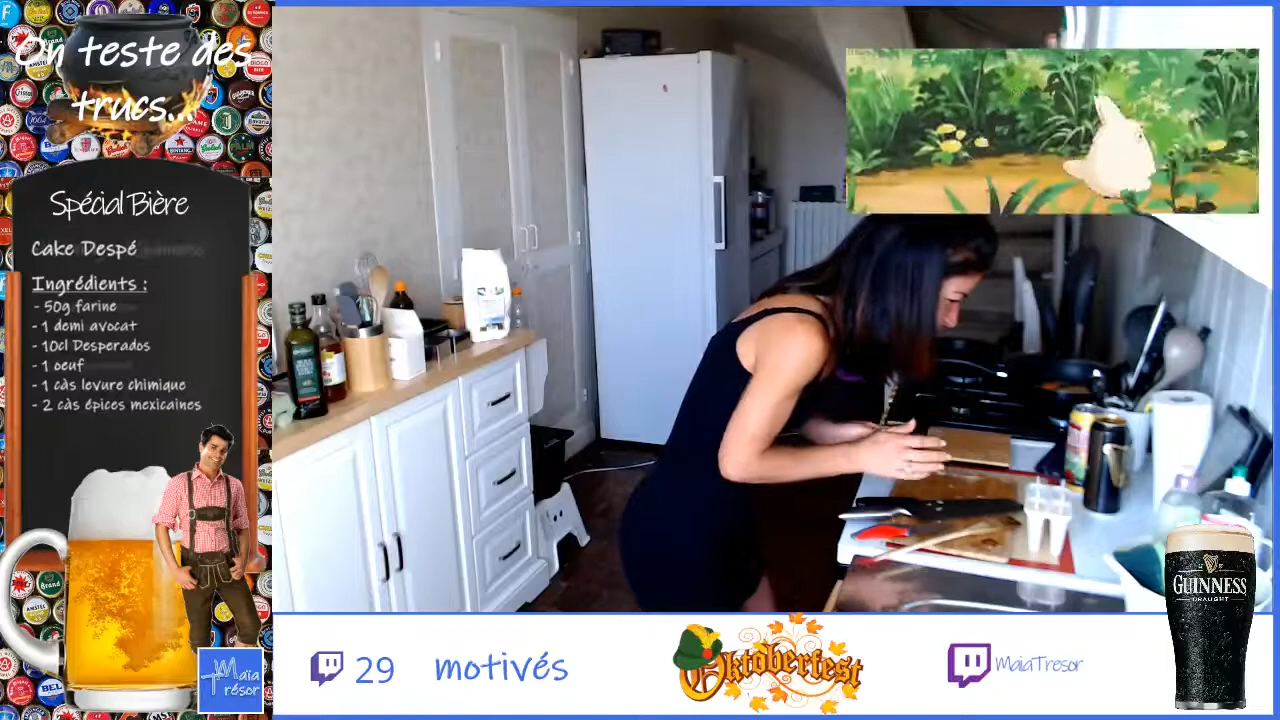 On teste des
trucs...
Spécial Bière
Cake Despé
Ingrédients :
- 50g farine
- 1 demi avocat
- 10cl Desperados
- 1 oeuf
- 1 càs levure chimique
- 2 càs épices mexicaines
Maïa
Trésor
29 motivés
Oktoberfest
MaiaTresor
GUINNESS
DRAUGHT